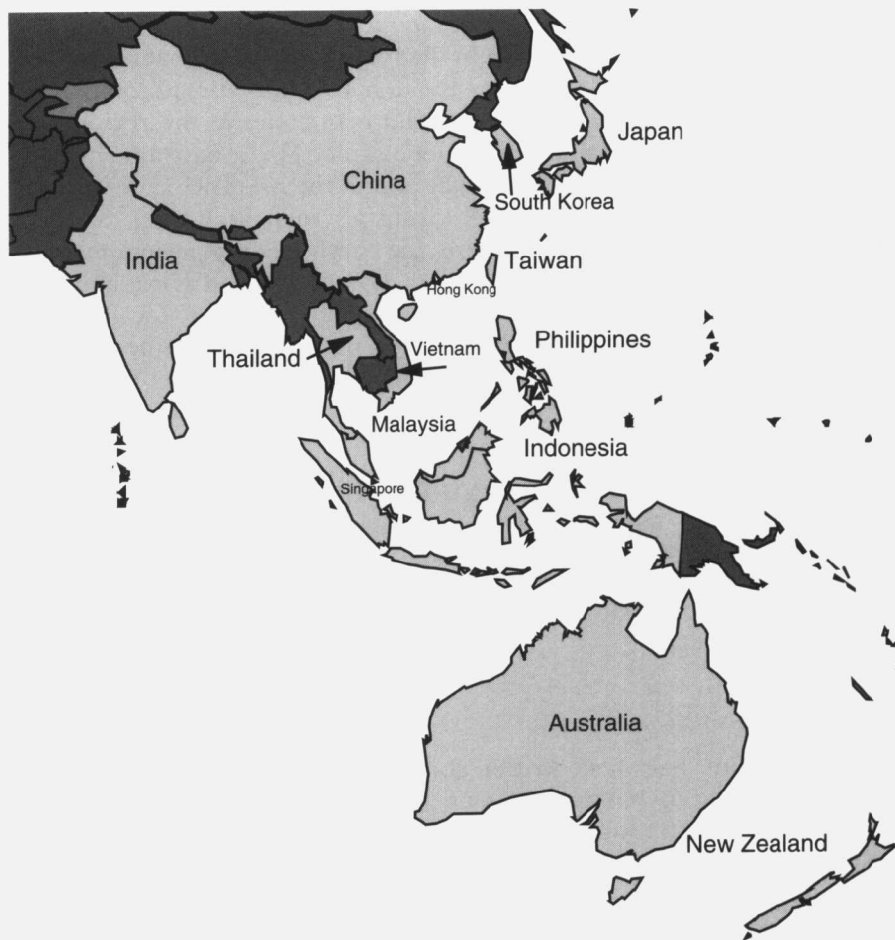 Japan
China
South Korea
India
Taiwan
Hong Kong
Philippines
Vietnam
Thailand
Malaysia
Indonesia
Singapore
Australia
New Zealand